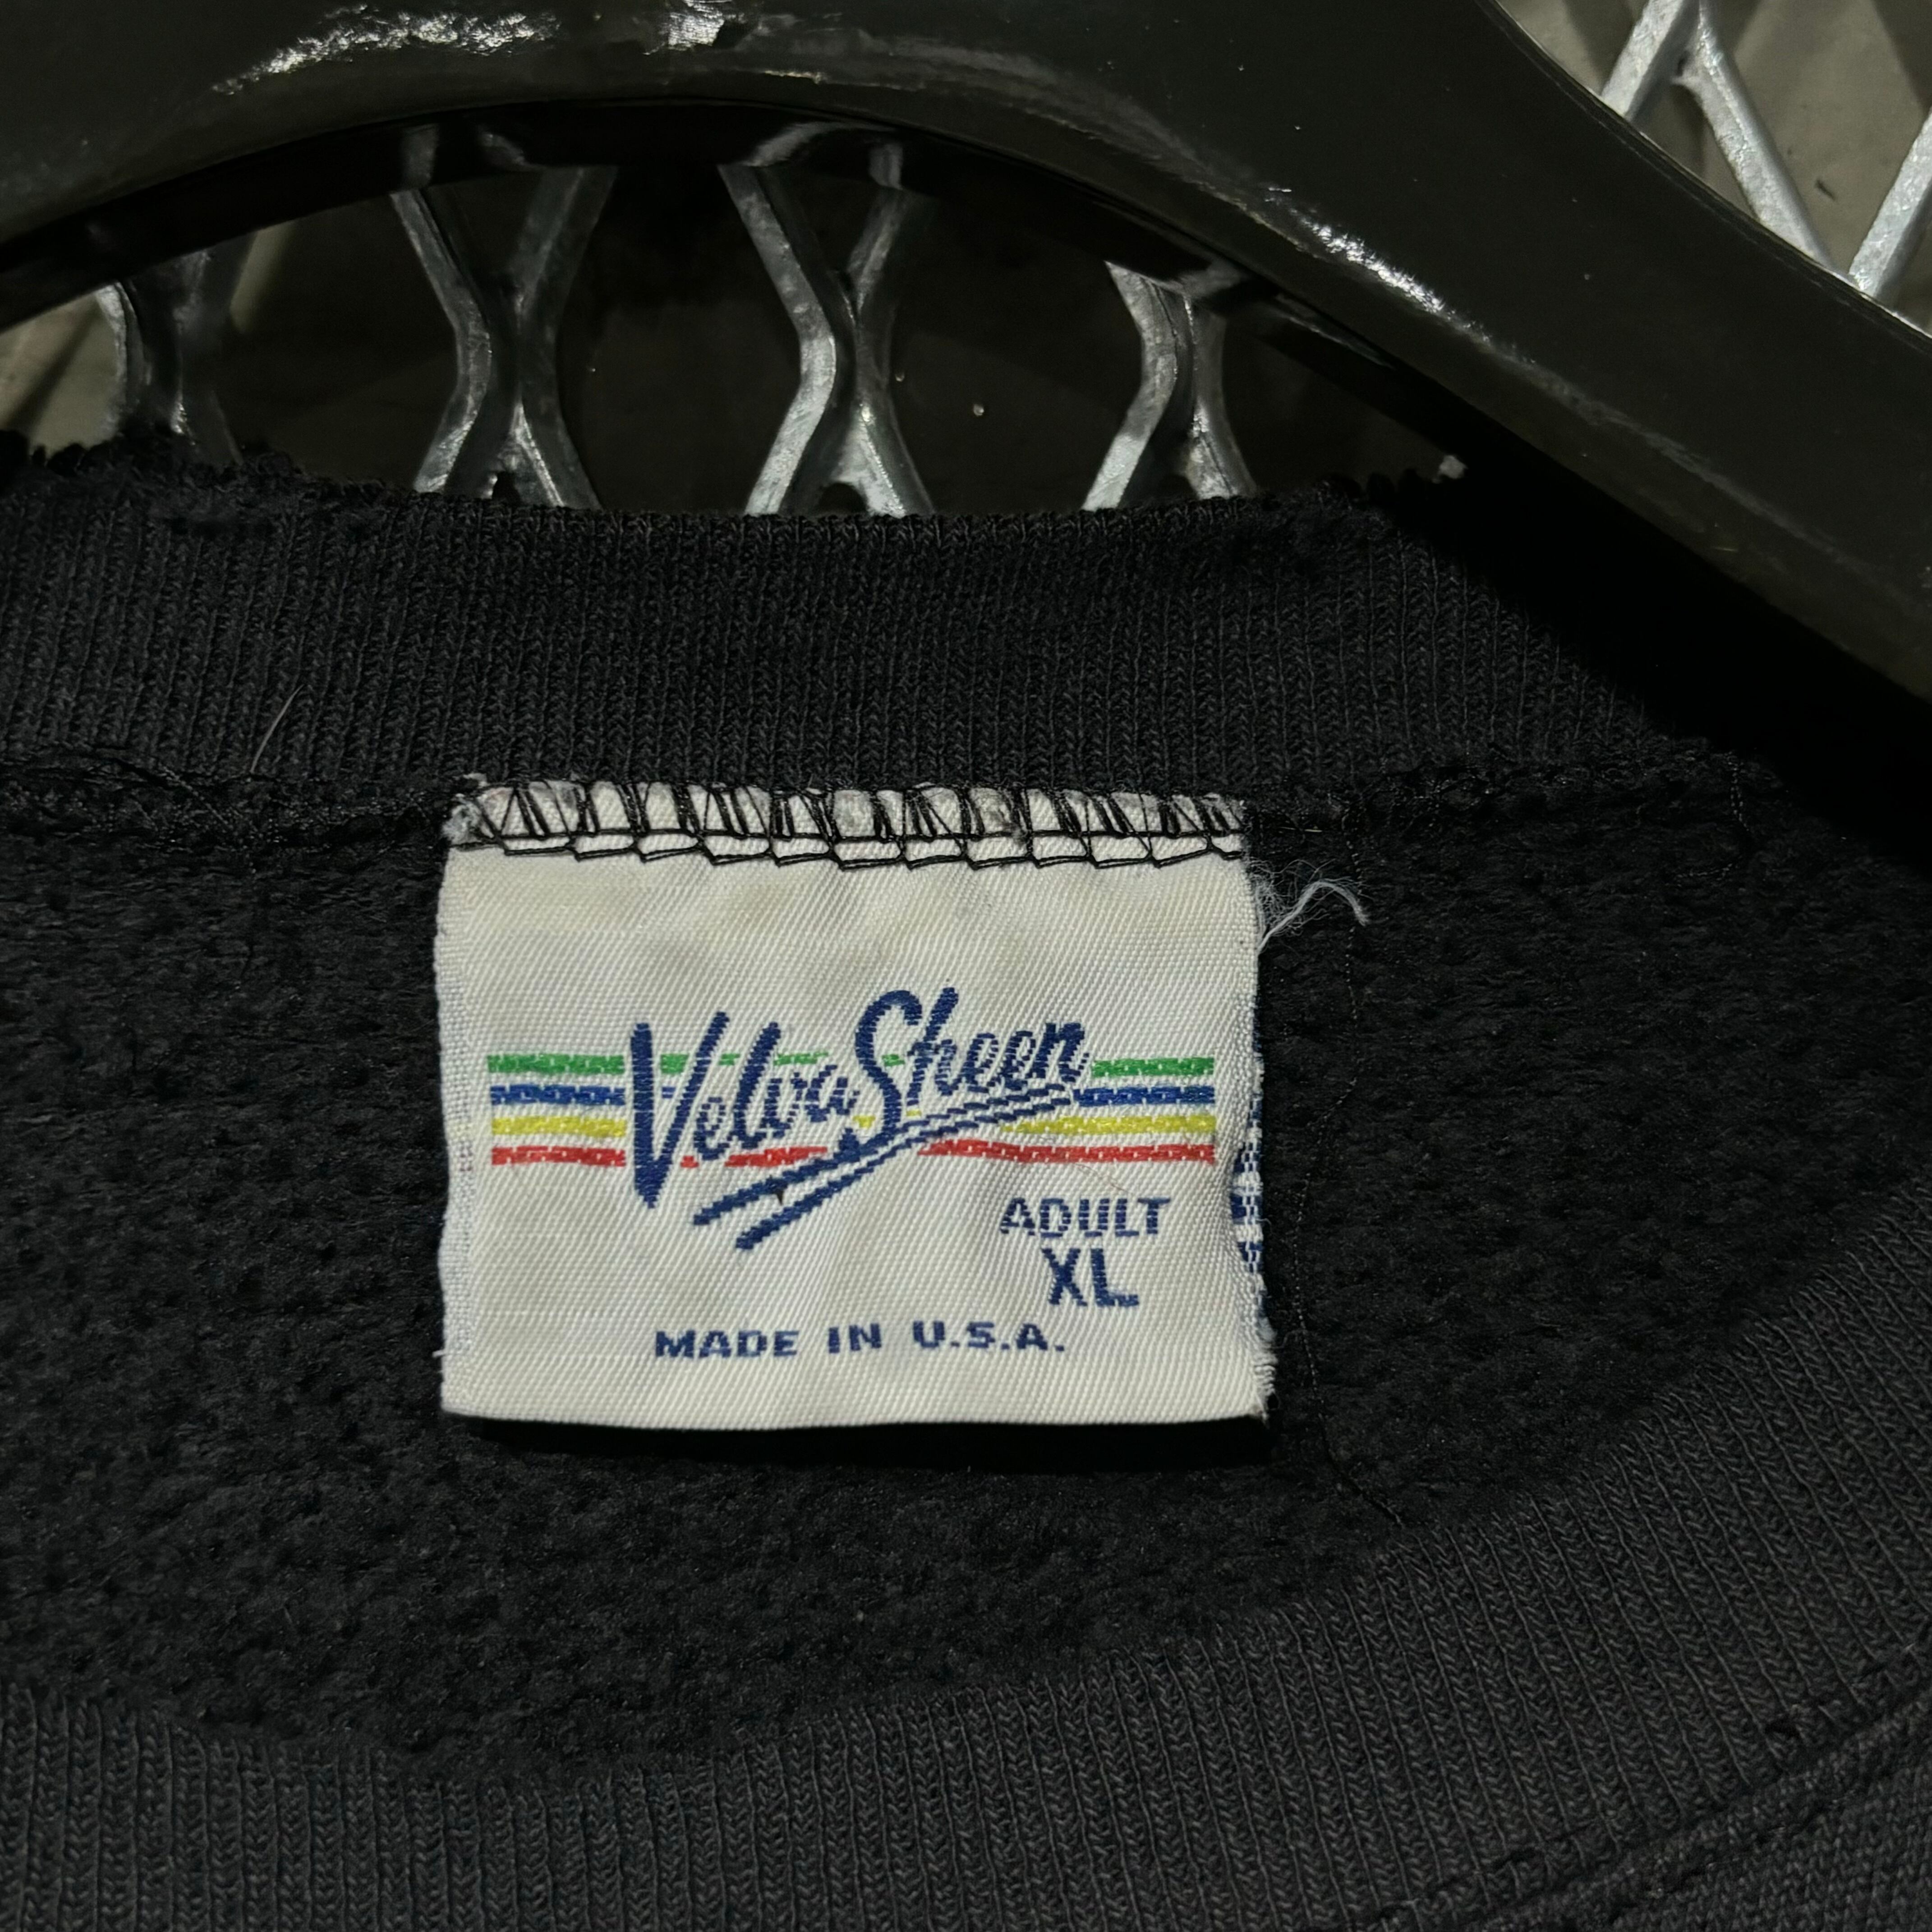 Velva Sheen
ADULT
XL
MADE IN U.S.A.